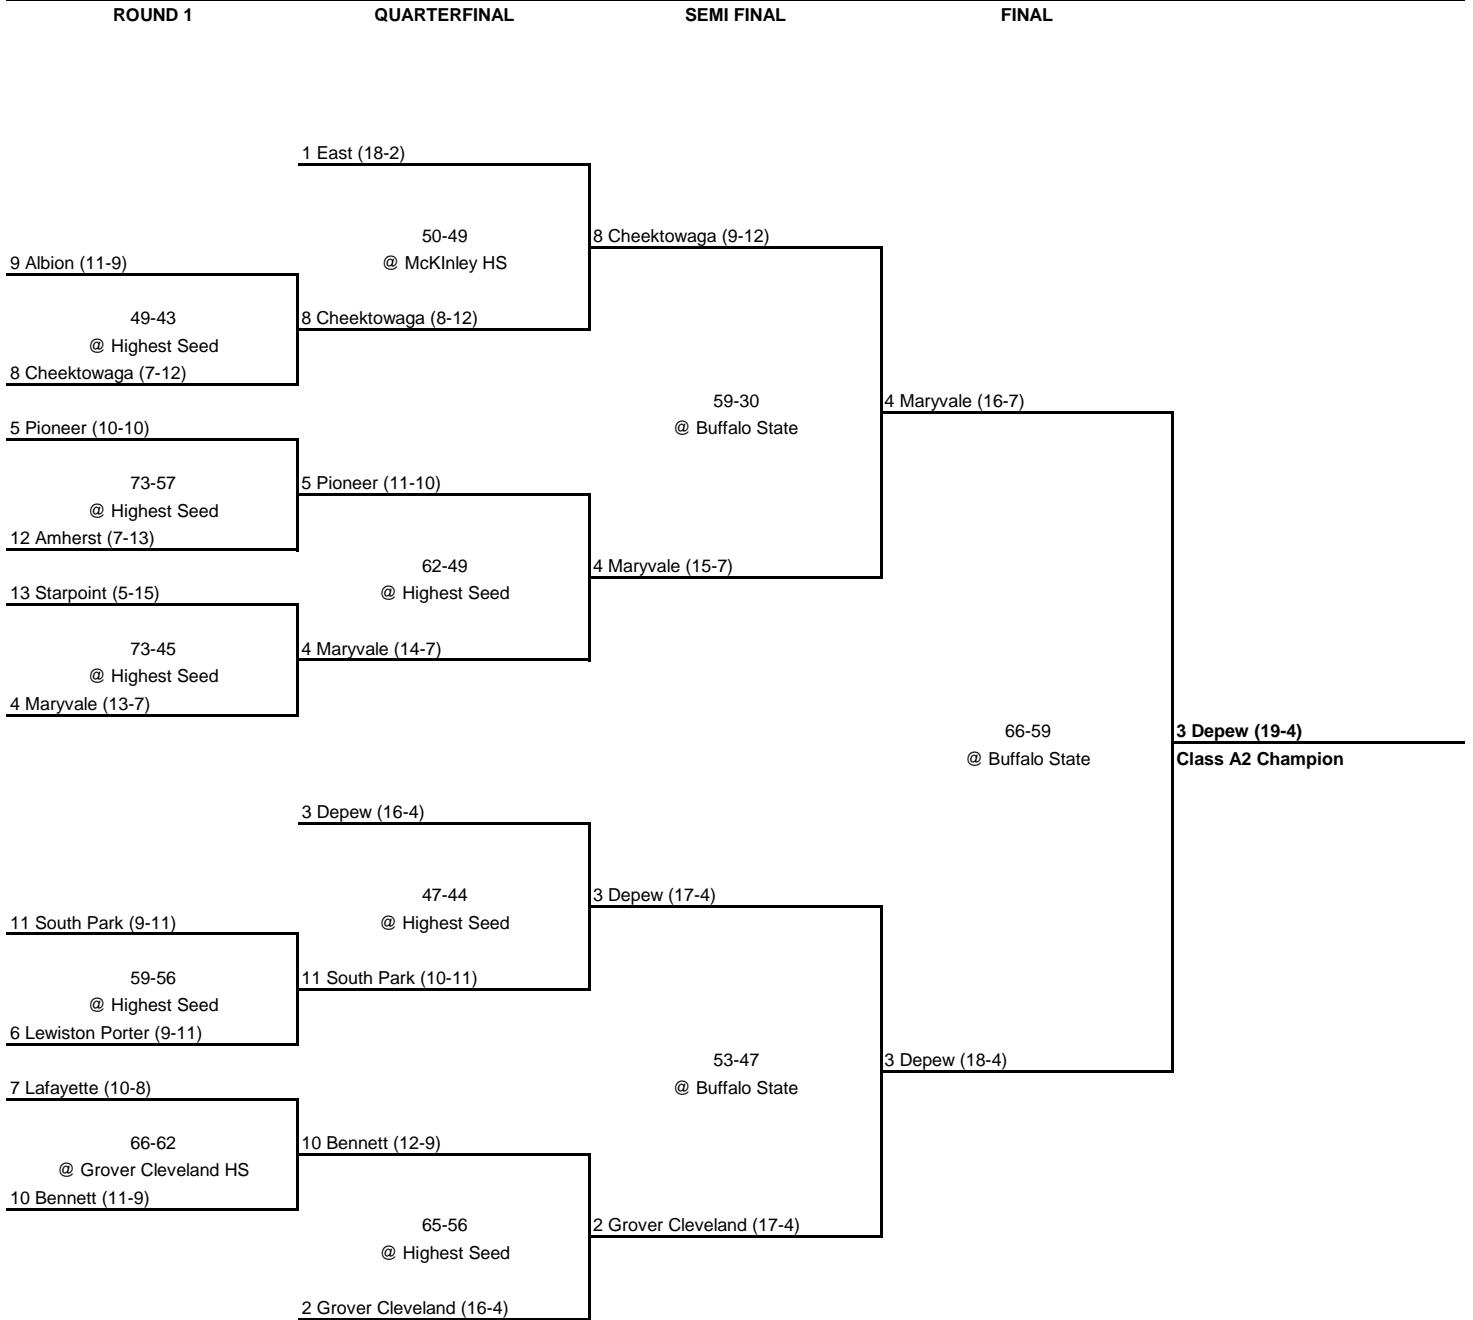 ROUND 1 QUARTERFINAL SEMI FINAL FINAL
1 East (18-2)
50-49
@ McKInley HS
8 Cheektowaga (9-12)
9 Albion (11-9)
49-43
@ Highest Seed
8 Cheektowaga (8-12)
8 Cheektowaga (7-12)
59-30
@ Buffalo State
4 Maryvale (16-7)
5 Pioneer (10-10)
73-57
@ Highest Seed
5 Pioneer (11-10)
12 Amherst (7-13)
62-49
@ Highest Seed
4 Maryvale (15-7)
13 Starpoint (5-15)
73-45
@ Highest Seed
4 Maryvale (14-7)
4 Maryvale (13-7)
66-59
@ Buffalo State
3 Depew (19-4)
Class A2 Champion
3 Depew (16-4)
47-44
@ Highest Seed
3 Depew (17-4)
11 South Park (9-11)
59-56
@ Highest Seed
11 South Park (10-11)
6 Lewiston Porter (9-11)
53-47
@ Buffalo State
3 Depew (18-4)
7 Lafayette (10-8)
66-62
@ Grover Cleveland HS
10 Bennett (12-9)
10 Bennett (11-9)
65-56
@ Highest Seed
2 Grover Cleveland (17-4)
2 Grover Cleveland (16-4)